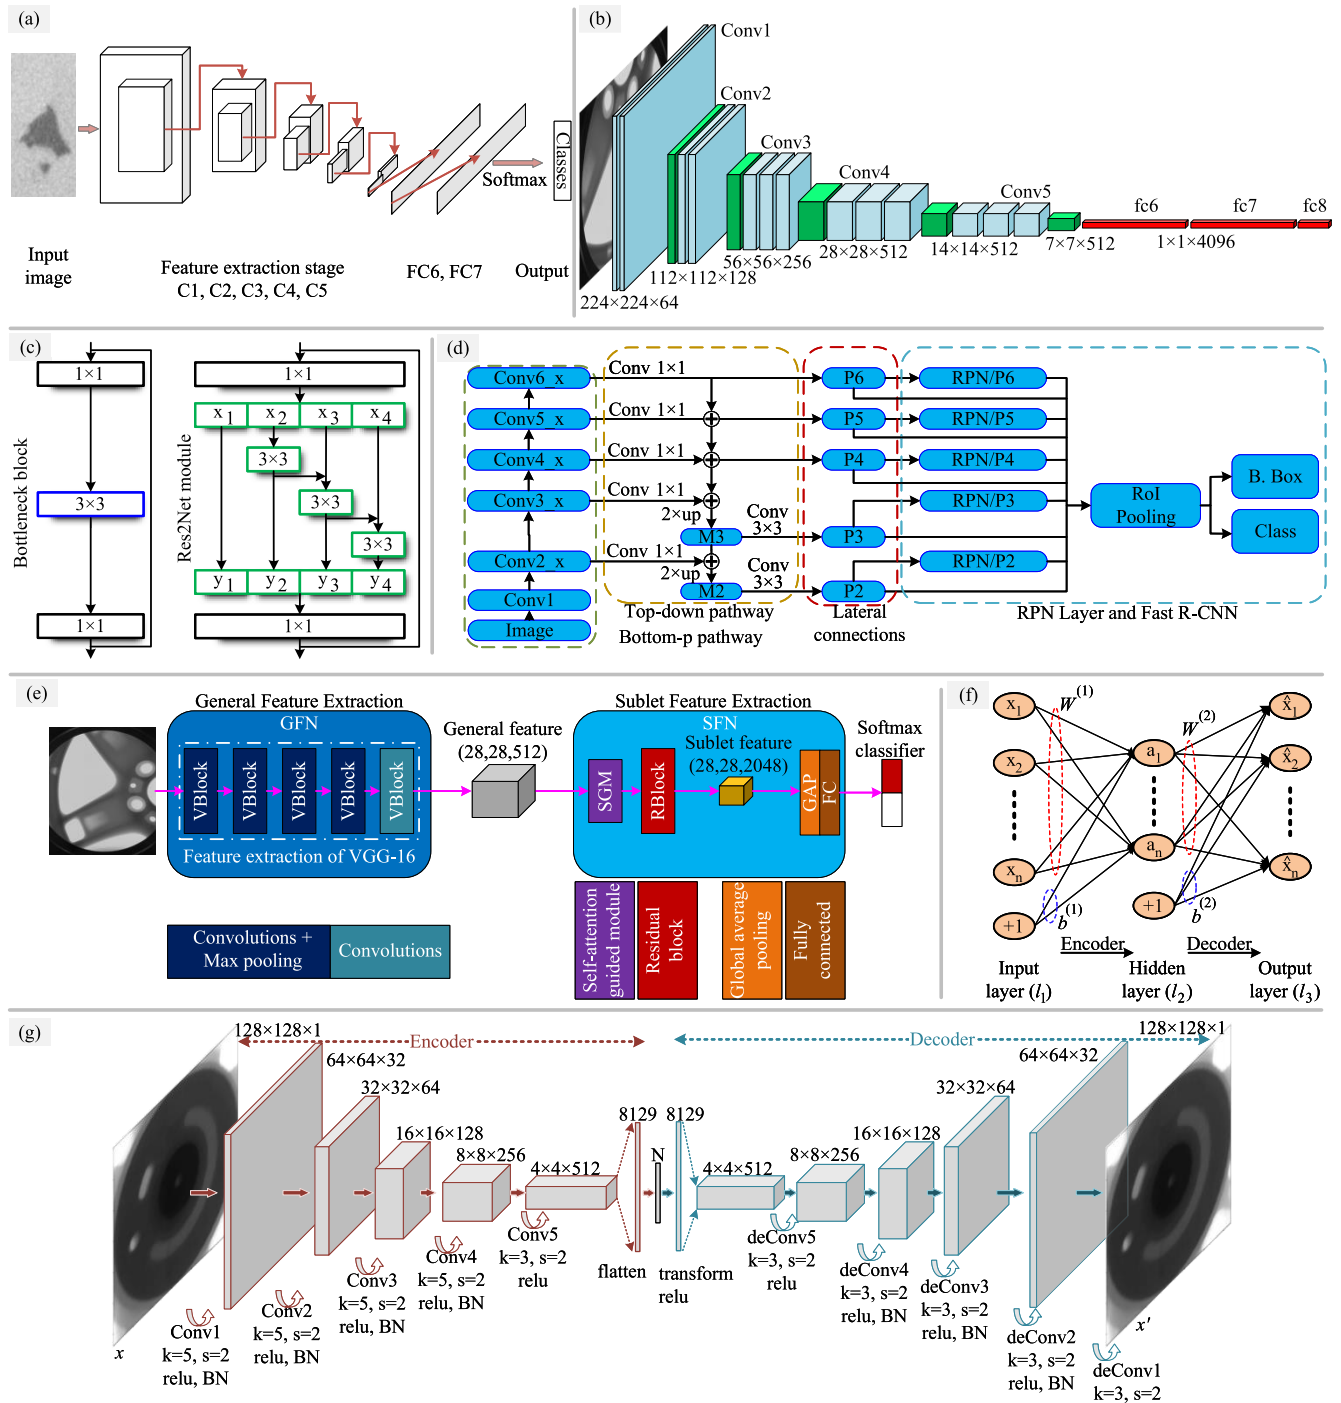 (a)
Input
image
Feature extraction stage
C1, C2, C3, C4, C5
FC6, FC7
Softmax
Output
Classes
(b)
Conv1
Conv2
Conv3
Conv4
Conv5
fc6
fc7
fc8
224×224×64
112×112×128
56×56×256
28×28×512
14×14×512
7×7×512
1×1×4096
(c)
Bottleneck block
1×1
3×3
1×1
Res2Net module
1×1
x1 x2 x3 x4
3×3
3×3
3×3
y1 y2 y3 y4
1×1
(d)
Conv6_x
Conv5_x
Conv4_x
Conv3_x
Conv2_x
Conv1
Image
Conv 1×1
Conv 1×1
Conv 1×1
Conv 1×1
2×up
M3
Conv
3×3
Conv 1×1
2×up
M2
Conv
3×3
Top-down pathway
Bottom-p pathway
P6
P5
P4
P3
P2
Lateral
connections
RPN/P6
RPN/P5
RPN/P4
RPN/P3
RPN/P2
RoI
Pooling
B. Box
Class
RPN Layer and Fast R-CNN
(e)
General Feature Extraction
GFN
VBlock
VBlock
VBlock
VBlock
VBlock
Feature extraction of VGG-16
General feature
(28,28,512)
Sublet Feature Extraction
SFN
Sublet feature
(28,28,2048)
SGM
RBlock
GAP
FC
Softmax
classifier
Convolutions +
Max pooling
Convolutions
Self-attention
guided module
Residual
block
Global average
pooling
Fully
connected
(f)
x1
x2
xn
+1
W(1)
b(1)
a1
an
+1
W(2)
b(2)
x̂1
x̂2
x̂n
Encoder
Decoder
Input
layer (l1)
Hidden
layer (l2)
Output
layer (l3)
(g)
128×128×1
Encoder
64×64×32
32×32×64
16×16×128
8×8×256
4×4×512
8129
N
8129
Decoder
4×4×512
8×8×256
16×16×128
32×32×64
64×64×32
128×128×1
x
Conv1
k=5, s=2
relu, BN
Conv2
k=5, s=2
relu, BN
Conv3
k=5, s=2
relu, BN
Conv4
k=5, s=2
relu, BN
Conv5
k=3, s=2
relu
flatten
transform
relu
deConv5
k=3, s=2
relu
deConv4
k=3, s=2
relu, BN
deConv3
k=3, s=2
relu, BN
deConv2
k=3, s=2
relu, BN
deConv1
k=3, s=2
x'